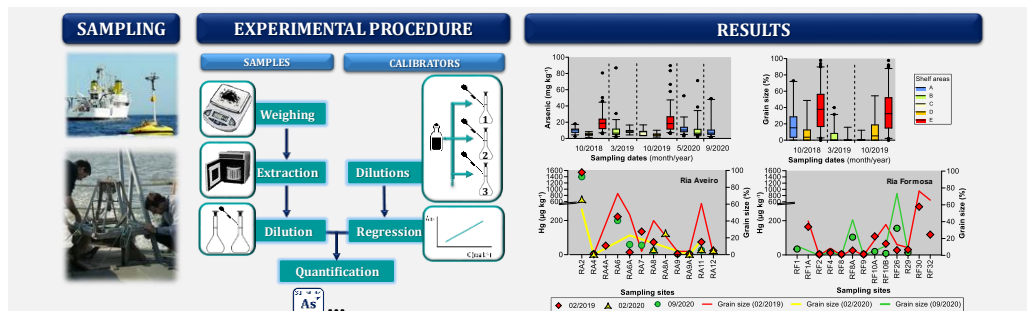 SAMPLING
EXPERIMENTAL PROCEDURE
RESULTS
SAMPLES
CALIBRATORS
Weighing
Extraction
Dilution
Dilutions
Regression
Quantification
1
2
3
As
Arsenic (mg kg⁻¹)
100
80
60
40
20
0
10/2018 3/2019 10/2019 5/2020 9/2020
Sampling dates (month/year)
Grain size (%)
100
80
60
40
20
0
10/2018 3/2019 10/2019
Sampling dates (month/year)
Shelf areas
A
B
C
D
E
Ria Aveiro
Hg (µg kg⁻¹)
1600
1400
1200
1000
800
600
200
0
Grain size (%)
100
80
60
40
20
0
RA2 RA4 RA4A RA6 RA6A RA7 RA8 RA8A RA9 RA9A RA11 RA12
Sampling sites
Ria Formosa
Hg (µg kg⁻¹)
1600
1400
1200
1000
800
600
200
0
Grain size (%)
100
80
60
40
20
0
RF1 RF1A RF2 RF4 RF8 RF8A RF9 RF10A RF10B RF26 R29 RF30 RF32
Sampling sites
02/2019 02/2020 09/2020 Grain size (02/2019) Grain size (02/2020) Grain size (09/2020)